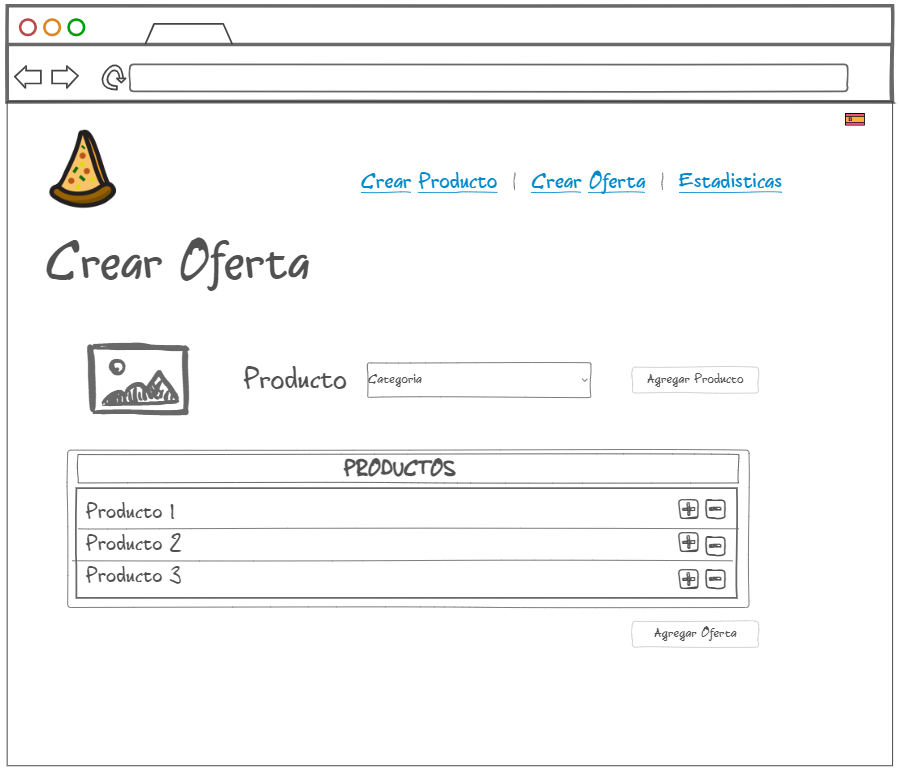 Crear Producto | Crear Oferta | Estadisticas
Crear Oferta
Producto Categoria Agregar Producto
PRODUCTOS
Producto 1
Producto 2
Producto 3
Agregar Oferta